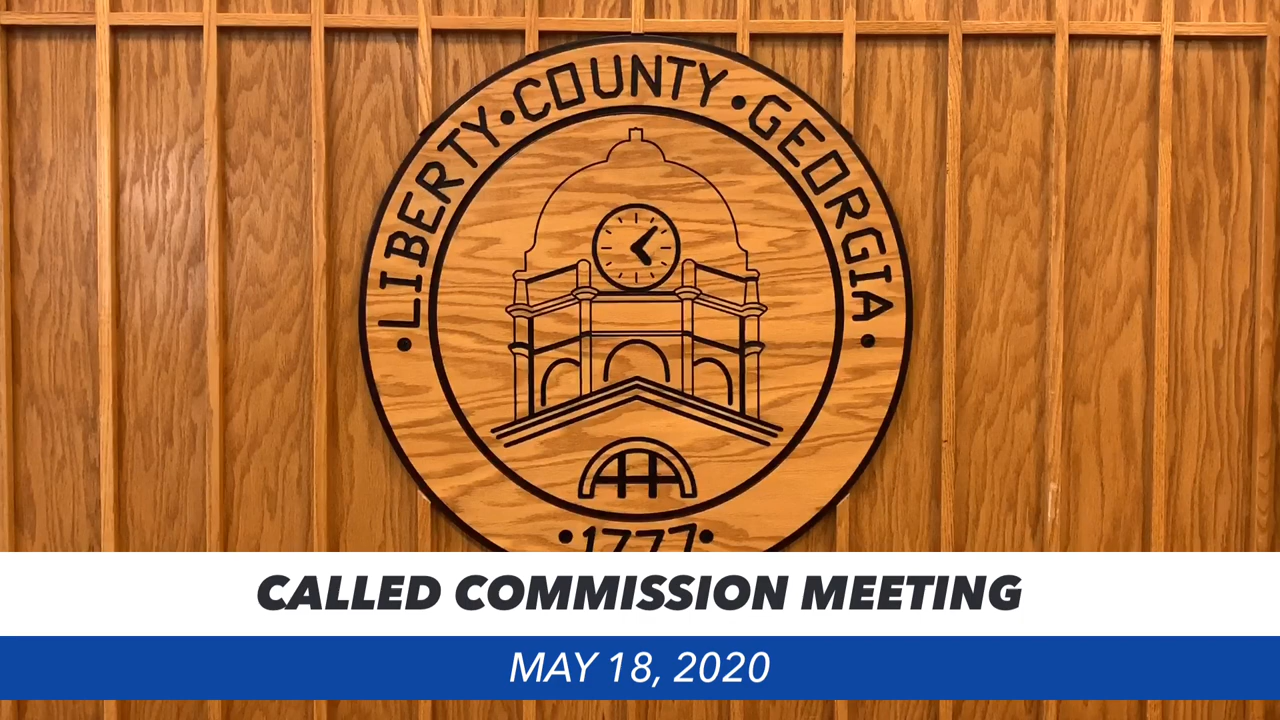 •LIBERTY•COUNTY•GEORGIA•
•1777•
CALLED COMMISSION MEETING
MAY 18, 2020